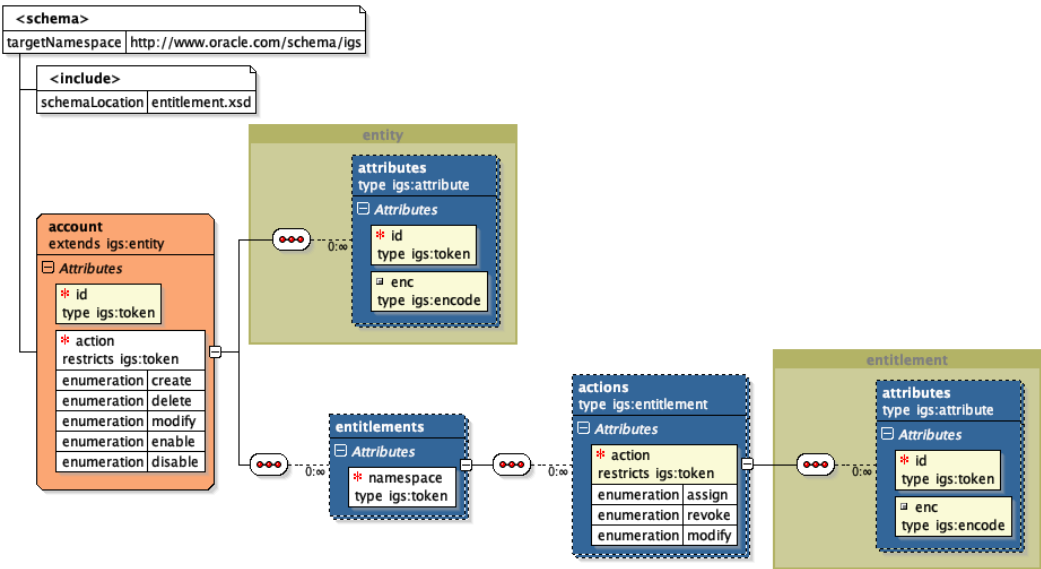 <schema>
targetNamespace http://www.oracle.com/schema/igs
<include>
schemaLocation entitlement.xsd
entity
attributes
type igs:attribute
Attributes
* id
type igs:token
enc
type igs:encode
0:∞
account
extends igs:entity
Attributes
* id
type igs:token
* action
restricts igs:token
enumeration create
enumeration delete
enumeration modify
enumeration enable
enumeration disable
0:∞
entitlements
Attributes
* namespace
type igs:token
0:∞
actions
type igs:entitlement
Attributes
* action
restricts igs:token
enumeration assign
enumeration revoke
enumeration modify
entitlement
0:∞
attributes
type igs:attribute
Attributes
* id
type igs:token
enc
type igs:encode